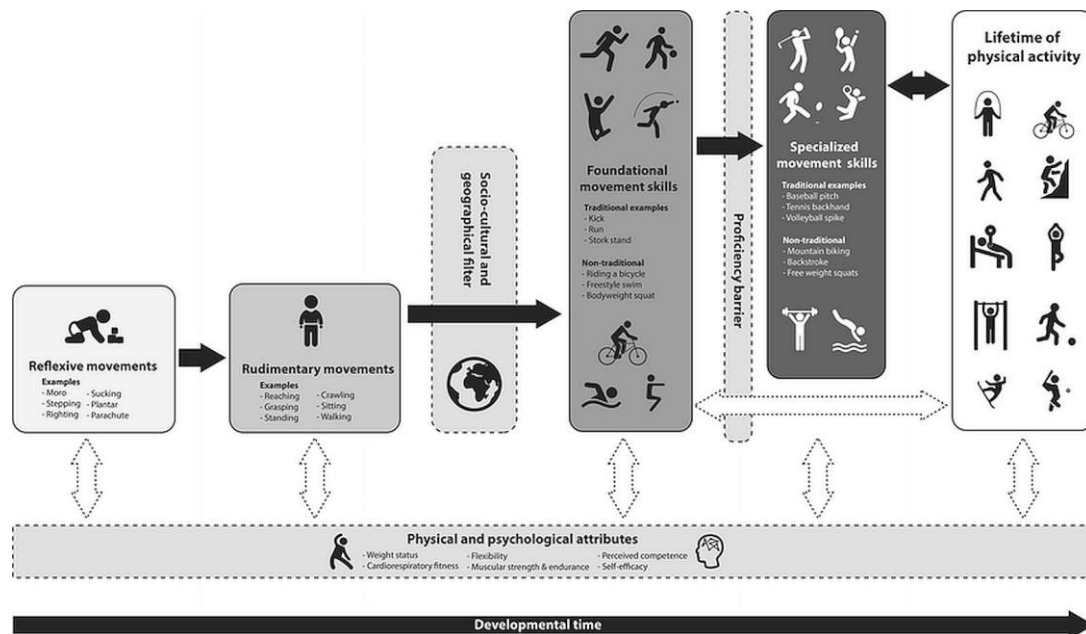 Reflexive movements
Examples
- Moro - Sucking
- Stepping - Plantar
- Righting - Parachute
Rudimentary movements
Examples
- Reaching - Crawling
- Grasping - Sitting
- Standing - Walking
Socio-cultural and
geographical filter
Foundational
movement skills
Traditional examples
- Kick
- Run
- Stork stand
Non-traditional
- Riding a bicycle
- Freestyle swim
- Bodyweight squat
Proficiency barrier
Specialized
movement skills
Traditional examples
- Baseball pitch
- Tennis backhand
- Volleyball spike
Non-traditional
- Mountain biking
- Backstroke
- Free weight squats
Lifetime of
physical activity
Physical and psychological attributes
- Weight status - Flexibility - Perceived competence
- Cardiorespiratory fitness - Muscular strength & endurance - Self-efficacy
Developmental time